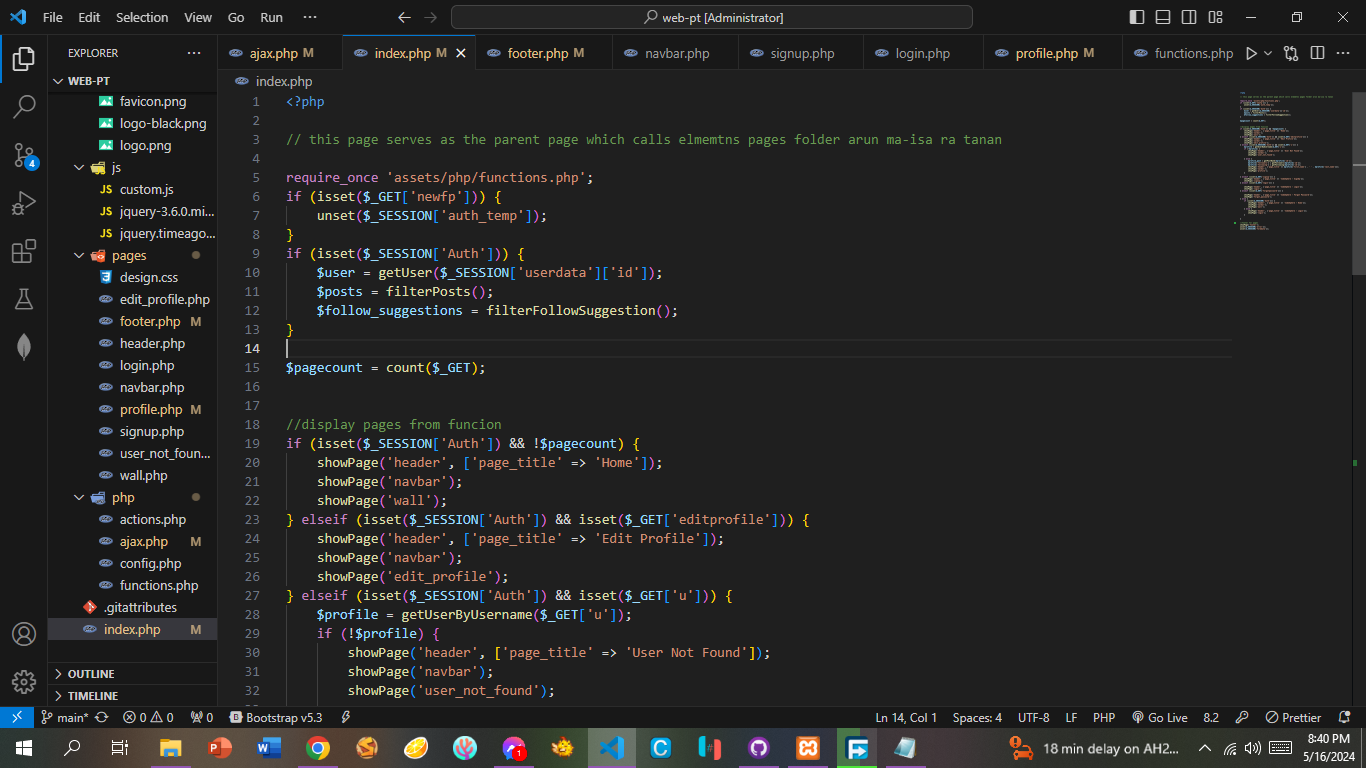 File Edit Selection View Go Run ··· web-pt [Administrator]
EXPLORER ···
WEB-PT
favicon.png
logo-black.png
logo.png
js
custom.js
jquery-3.6.0.mi...
jquery.timeago...
pages
design.css
edit_profile.php
footer.php M
header.php
login.php
navbar.php
profile.php M
signup.php
user_not_foun...
wall.php
php
actions.php
ajax.php M
config.php
functions.php
.gitattributes
index.php M
OUTLINE
TIMELINE
4
ajax.php M index.php M footer.php M navbar.php signup.php login.php profile.php M functions.php ···
index.php
1 <?php
2
3 // this page serves as the parent page which calls elmemtns pages folder arun ma-isa ra tanan
4
5 require_once 'assets/php/functions.php';
6 if (isset($_GET['newfp'])) {
7 unset($_SESSION['auth_temp']);
8 }
9 if (isset($_SESSION['Auth'])) {
10 $user = getUser($_SESSION['userdata']['id']);
11 $posts = filterPosts();
12 $follow_suggestions = filterFollowSuggestion();
13 }
14
15 $pagecount = count($_GET);
16
17
18 //display pages from funcion
19 if (isset($_SESSION['Auth']) && !$pagecount) {
20 showPage('header', ['page_title' => 'Home']);
21 showPage('navbar');
22 showPage('wall');
23 } elseif (isset($_SESSION['Auth']) && isset($_GET['editprofile'])) {
24 showPage('header', ['page_title' => 'Edit Profile']);
25 showPage('navbar');
26 showPage('edit_profile');
27 } elseif (isset($_SESSION['Auth']) && isset($_GET['u'])) {
28 $profile = getUserByUsername($_GET['u']);
29 if (!$profile) {
30 showPage('header', ['page_title' => 'User Not Found']);
31 showPage('navbar');
32 showPage('user_not_found');
main* 0 0 0 Bootstrap v5.3 Ln 14, Col 1 Spaces: 4 UTF-8 LF PHP Go Live 8.2 Prettier
18 min delay on AH2... 8:40 PM
5/16/2024